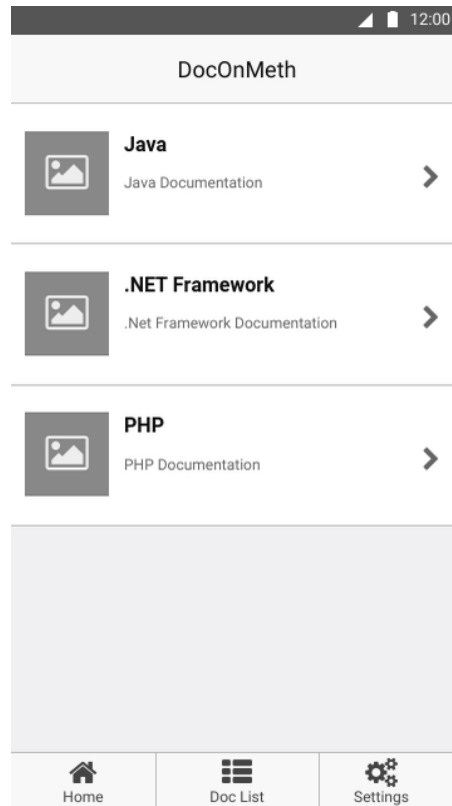 12:00
DocOnMeth
Java
Java Documentation
.NET Framework
.Net Framework Documentation
PHP
PHP Documentation
Home Doc List Settings